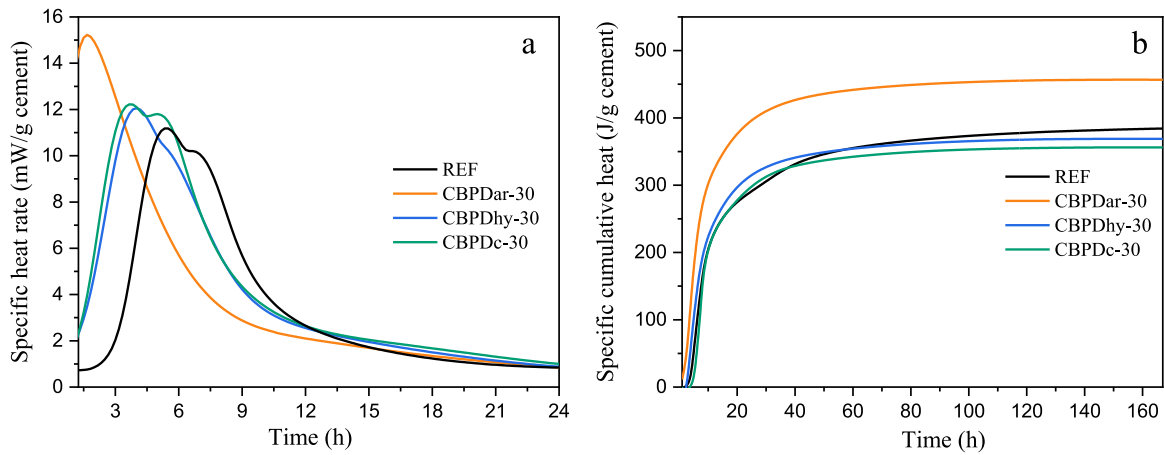 a
Specific heat rate (mW/g cement)
16
14
12
10
8
6
4
2
0
3
6
9
12
15
18
21
24
Time (h)
REF
CBPDar-30
CBPDhy-30
CBPDc-30
b
Specific cumulative heat (J/g cement)
500
400
300
200
100
0
20
40
60
80
100
120
140
160
Time (h)
REF
CBPDar-30
CBPDhy-30
CBPDc-30